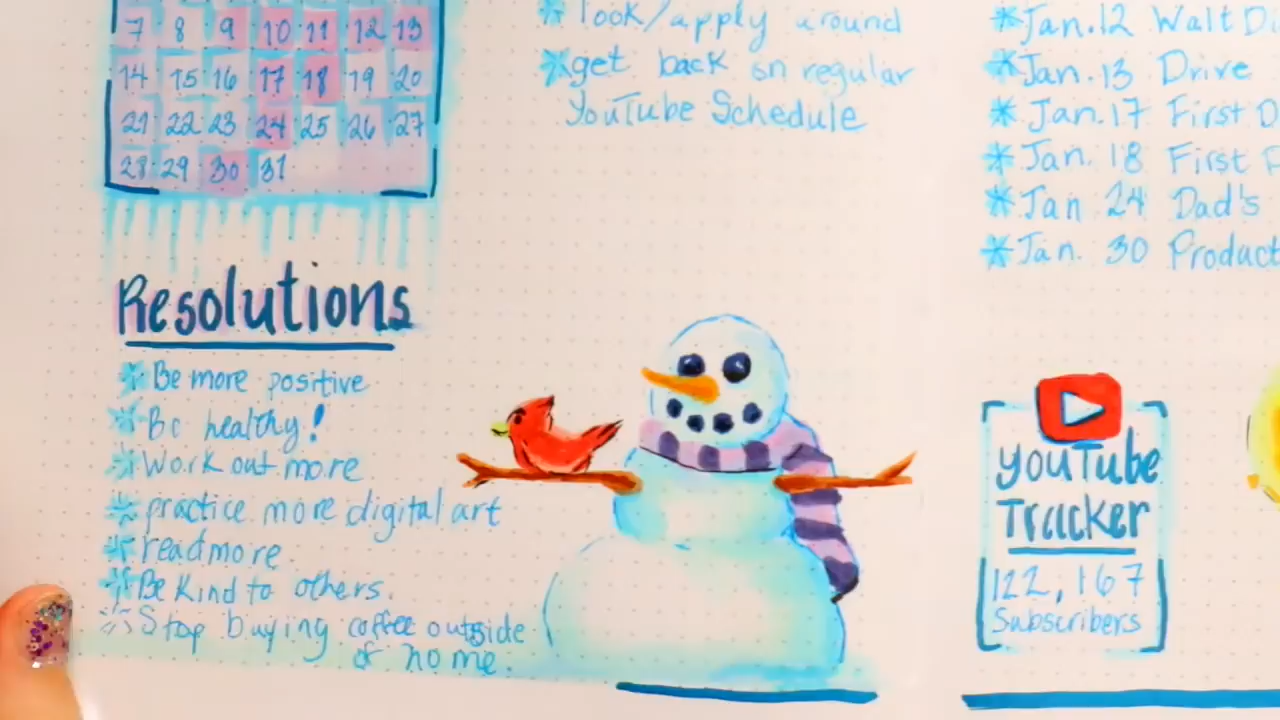 7 8 9 10 11 12 13
14 15 16 17 18 19 20
21 22 23 24 25 26 27
28 29 30 31
Resolutions
Be more positive
Be healthy!
Work out more
practice more digital art
read more
Be Kind to others.
Stop buying coffee outside
of home.
look/apply around
get back on regular
YouTube Schedule
Jan.12 Walt
Jan.13 Drive
Jan.17 First
Jan. 18 First
Jan 24 Dad's
Jan. 30 Product
YouTube
Tracker
122,167
Subscribers